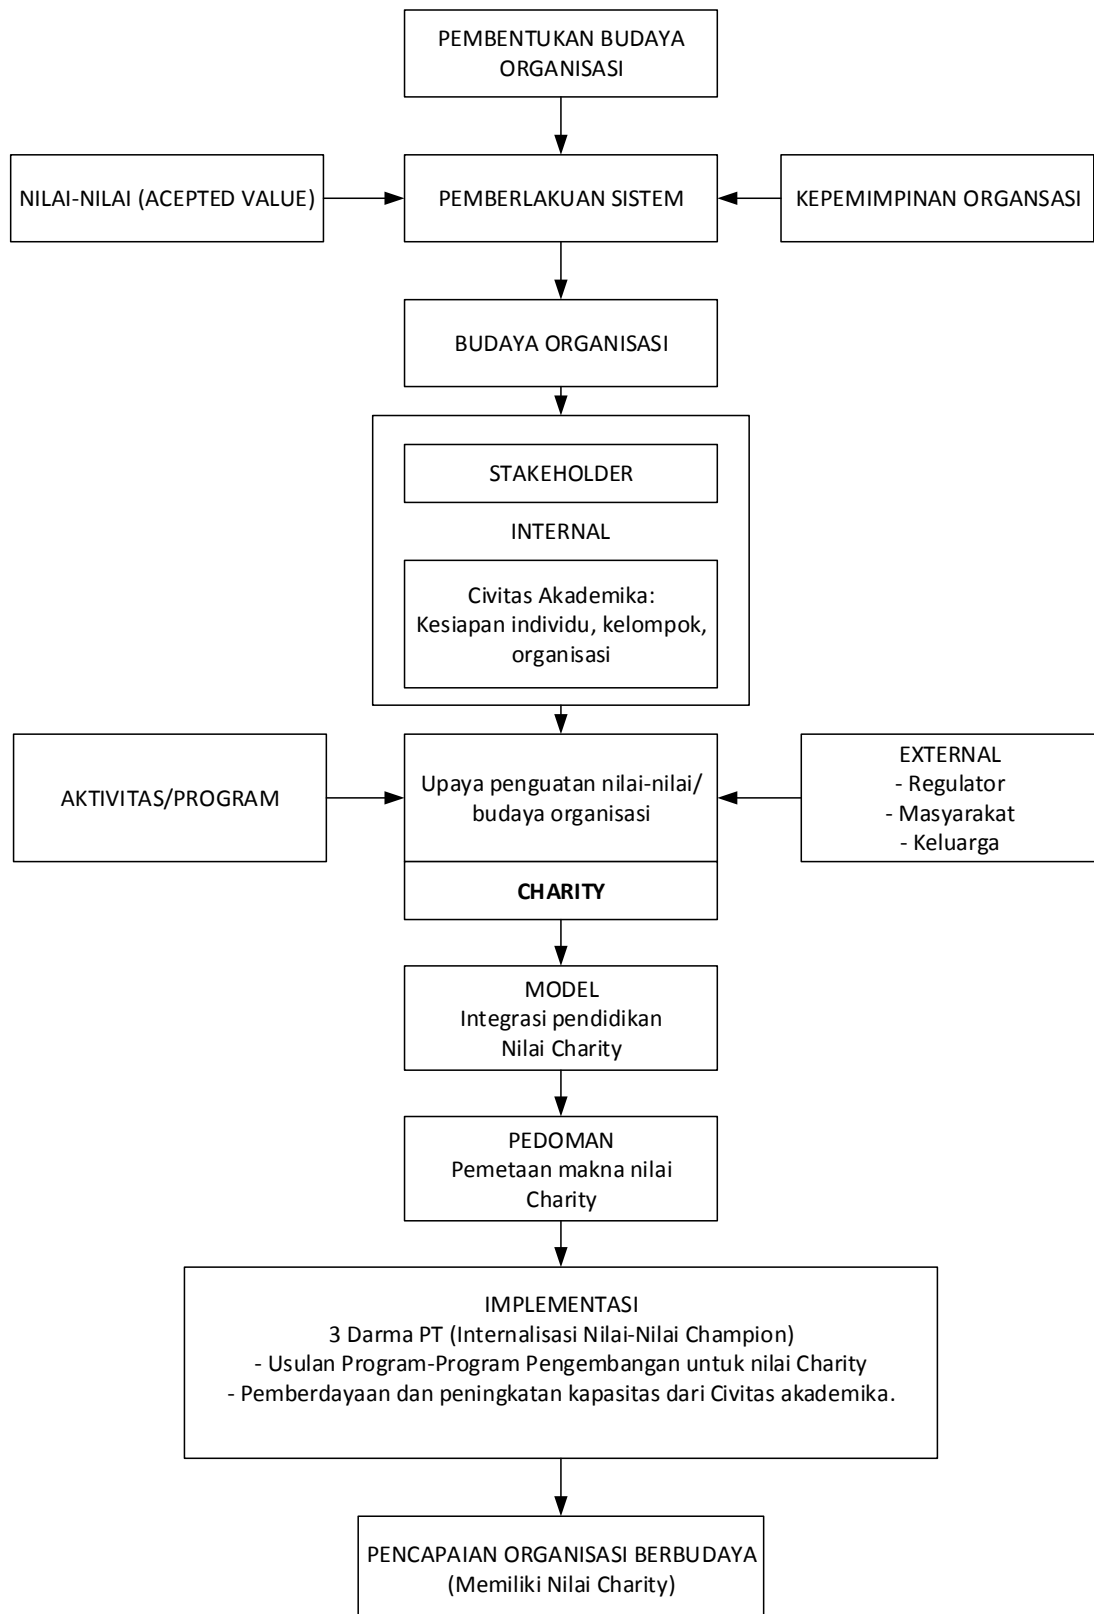 PEMBENTUKAN BUDAYA
ORGANISASI
NILAI-NILAI (ACEPTED VALUE)
PEMBERLAKUAN SISTEM
KEPEMIMPINAN ORGANSASI
BUDAYA ORGANISASI
STAKEHOLDER
INTERNAL
Civitas Akademika:
Kesiapan individu, kelompok,
organisasi
AKTIVITAS/PROGRAM
Upaya penguatan nilai-nilai/
budaya organisasi
CHARITY
EXTERNAL
- Regulator
- Masyarakat
- Keluarga
MODEL
Integrasi pendidikan
Nilai Charity
PEDOMAN
Pemetaan makna nilai
Charity
IMPLEMENTASI
3 Darma PT (Internalisasi Nilai-Nilai Champion)
- Usulan Program-Program Pengembangan untuk nilai Charity
- Pemberdayaan dan peningkatan kapasitas dari Civitas akademika.
PENCAPAIAN ORGANISASI BERBUDAYA
(Memiliki Nilai Charity)